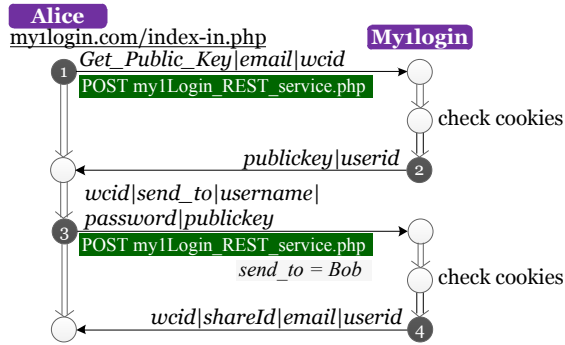 Alice
my1login.com/index-in.php
My1login
Get_Public_Key|email|wcid
1
POST my1Login_REST_service.php
check cookies
publickey|userid
2
wcid|send_to|username|
password|publickey
3
POST my1Login_REST_service.php
send_to = Bob
check cookies
wcid|shareId|email|userid
4